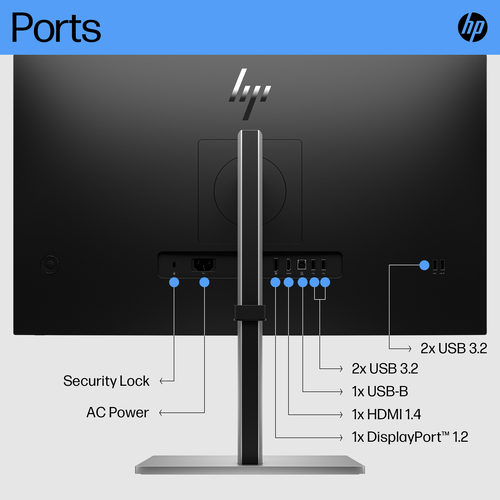 Ports
hp
hp
2x USB 3.2
2x USB 3.2
Security Lock
1x USB-B
AC Power
1x HDMI 1.4
1x DisplayPort™ 1.2